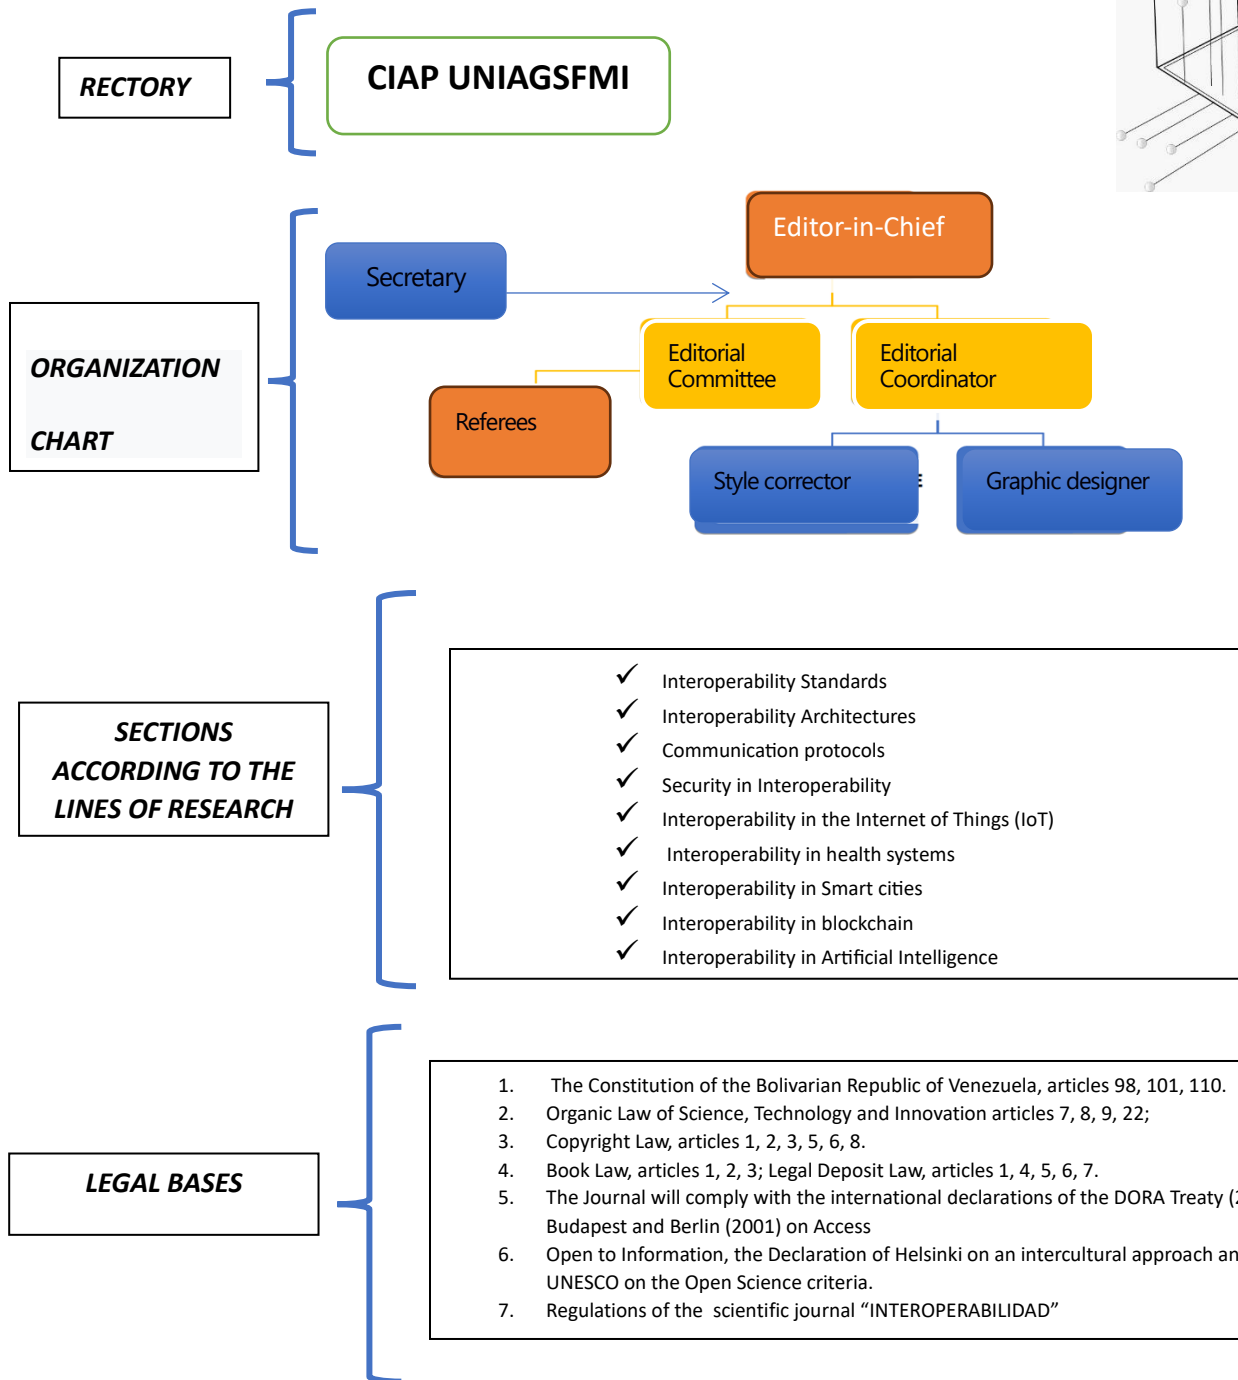 RECTORY
CIAP UNIAGSFMI
ORGANIZATION
CHART
Editor-in-Chief
Secretary
Editorial
Committee
Editorial
Coordinator
Referees
Style corrector
Graphic designer
SECTIONS
ACCORDING TO THE
LINES OF RESEARCH
✓ Interoperability Standards
✓ Interoperability Architectures
✓ Communication protocols
✓ Security in Interoperability
✓ Interoperability in the Internet of Things (IoT)
✓ Interoperability in health systems
✓ Interoperability in Smart cities
✓ Interoperability in blockchain
✓ Interoperability in Artificial Intelligence
LEGAL BASES
1. The Constitution of the Bolivarian Republic of Venezuela, articles 98, 101, 110.
2. Organic Law of Science, Technology and Innovation articles 7, 8, 9, 22;
3. Copyright Law, articles 1, 2, 3, 5, 6, 8.
4. Book Law, articles 1, 2, 3; Legal Deposit Law, articles 1, 4, 5, 6, 7.
5. The Journal will comply with the international declarations of the DORA Treaty
Budapest and Berlin (2001) on Access
6. Open to Information, the Declaration of Helsinki on an intercultural approach
UNESCO on the Open Science criteria.
7. Regulations of the scientific journal “INTEROPERABILIDAD”